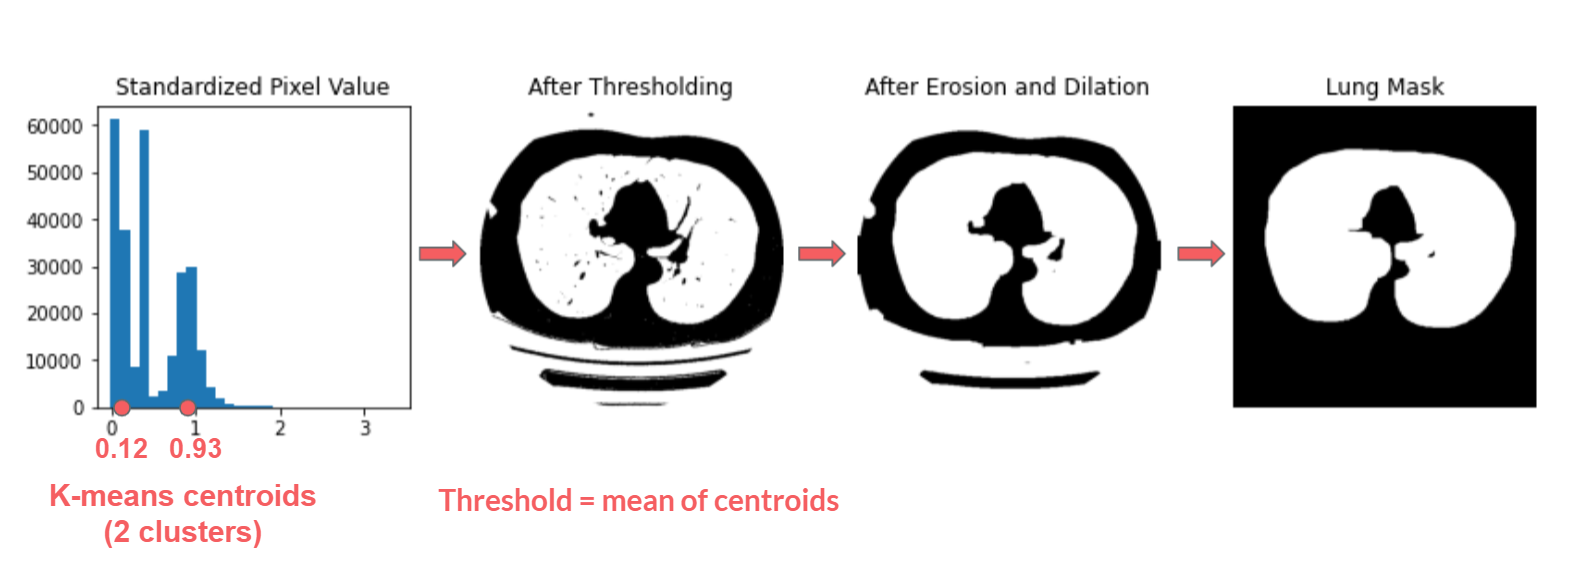 Standardized Pixel Value
After Thresholding
After Erosion and Dilation
Lung Mask
60000
50000
40000
30000
20000
10000
0
0 1 2 3
0.12 0.93
K-means centroids
(2 clusters)
Threshold = mean of centroids